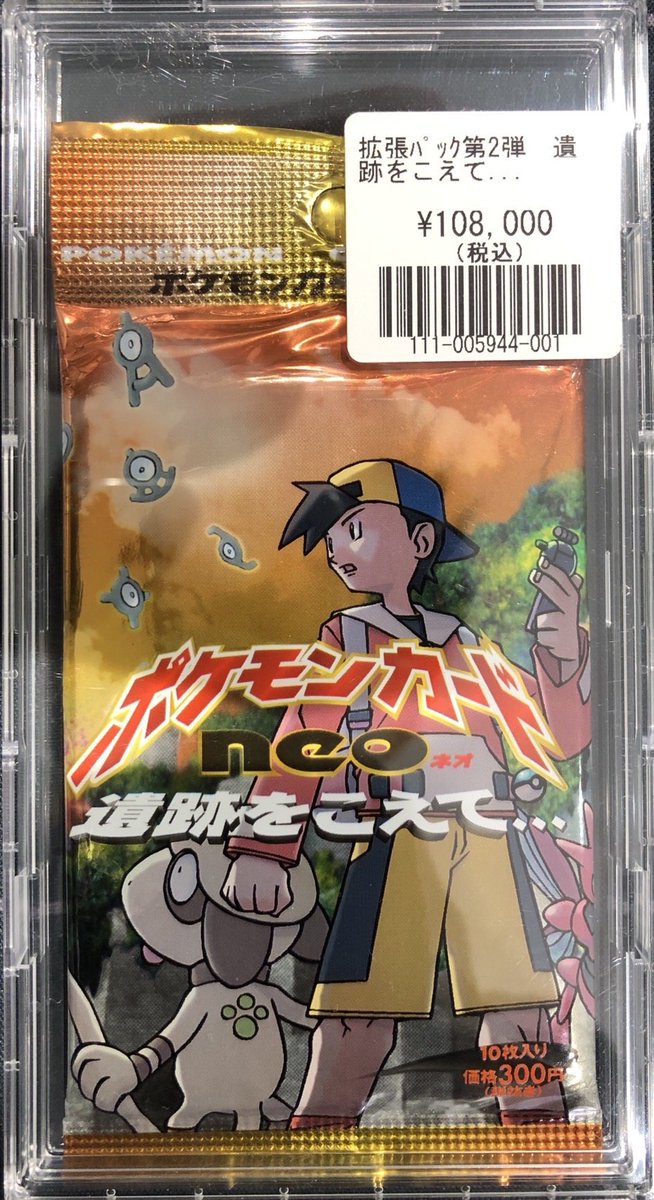 拡張ﾊﾟｯｸ第2弾　遺
跡をこえて...
¥108,000
(税込)
111-005944-001
POKÉMON
ポケモンカ
ポケモンカード
neo ネオ
遺跡をこえて…
10枚入り
価格300円